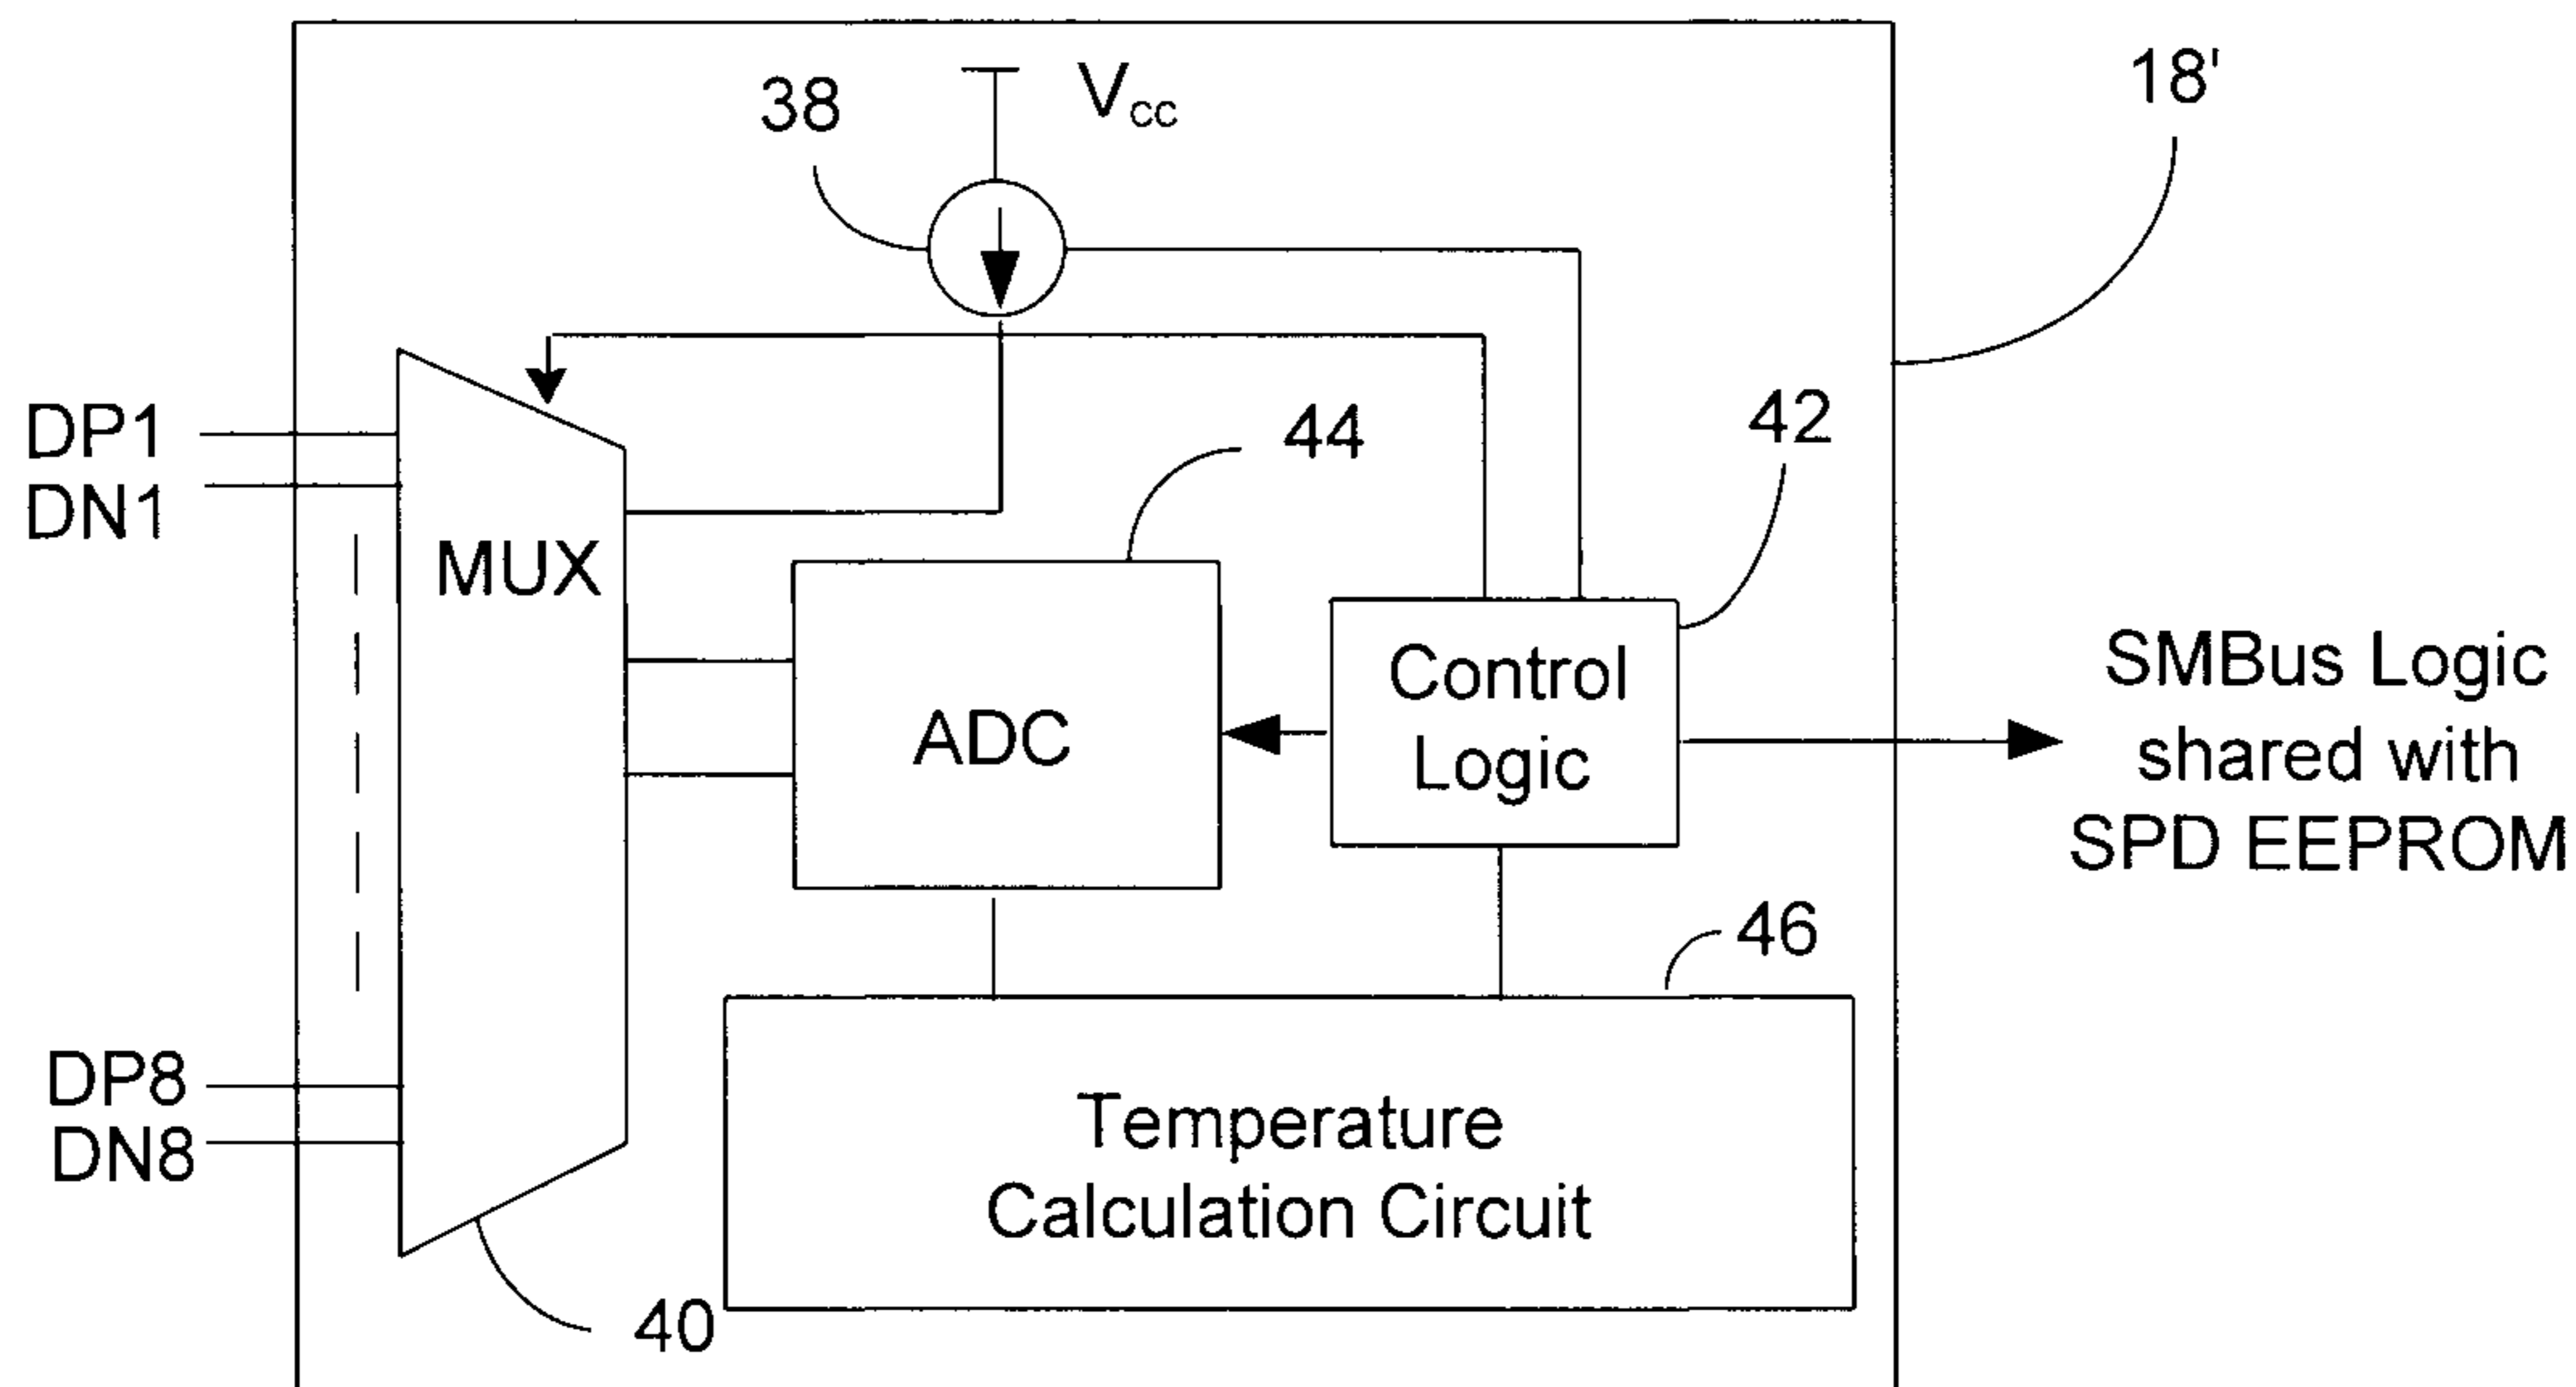 18'
V_CC
38
DP1
DN1
MUX
44
42
ADC
Control
Logic
SMBus Logic
shared with
SPD EEPROM
46
DP8
DN8
Temperature
Calculation Circuit
40